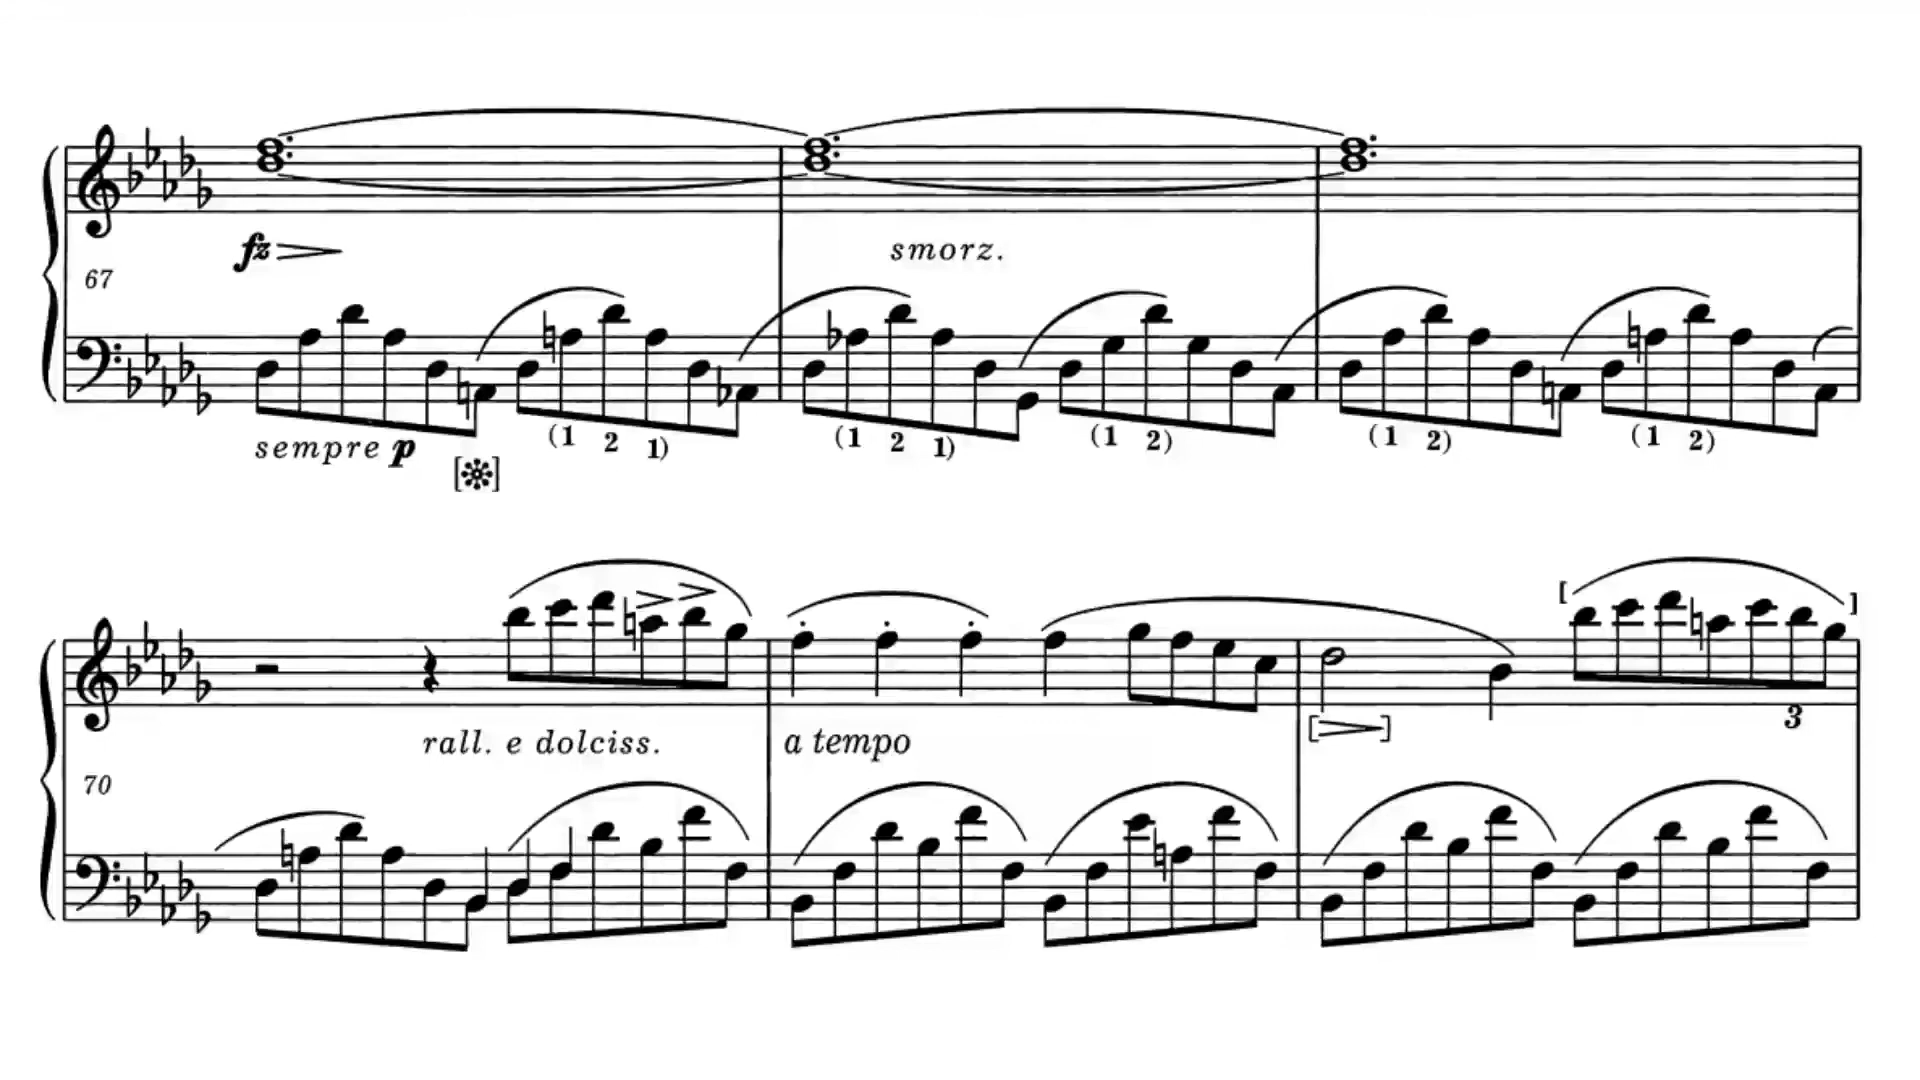 fz
smorz.
67
(1 2 1) (1 2 1) (1 2) (1 2) (1 2)
sempre p
[ ]
rall. e dolciss.
a tempo
[ ]
3
70